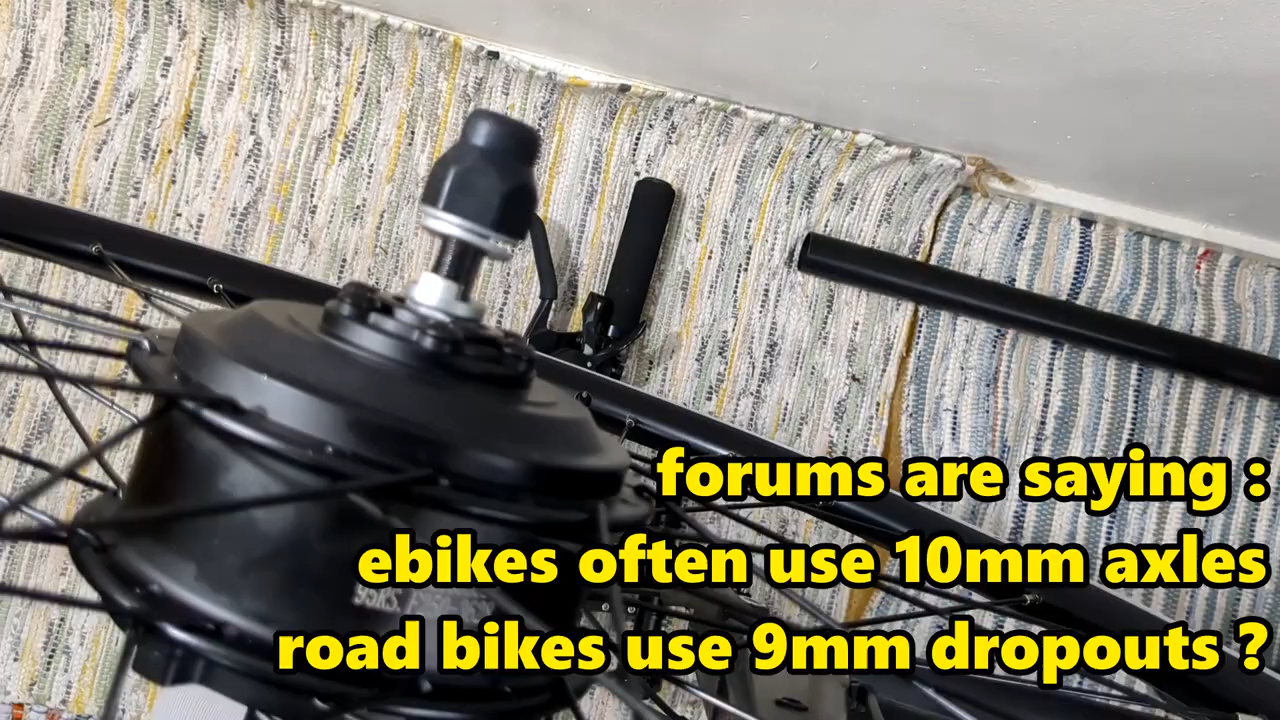 forums are saying :
ebikes often use 10mm axles
road bikes use 9mm dropouts ?